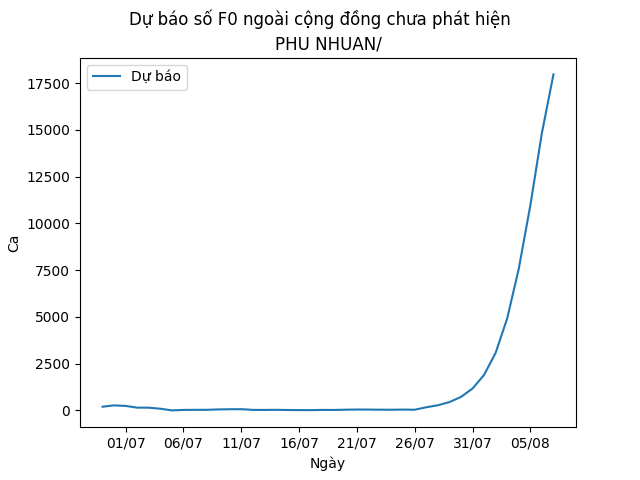 Dự báo số F0 ngoài cộng đồng chưa phát hiện
PHU NHUAN/
Dự báo
17500
15000
12500
10000
7500
5000
2500
0
Ca
01/07 06/07 11/07 16/07 21/07 26/07 31/07 05/08
Ngày